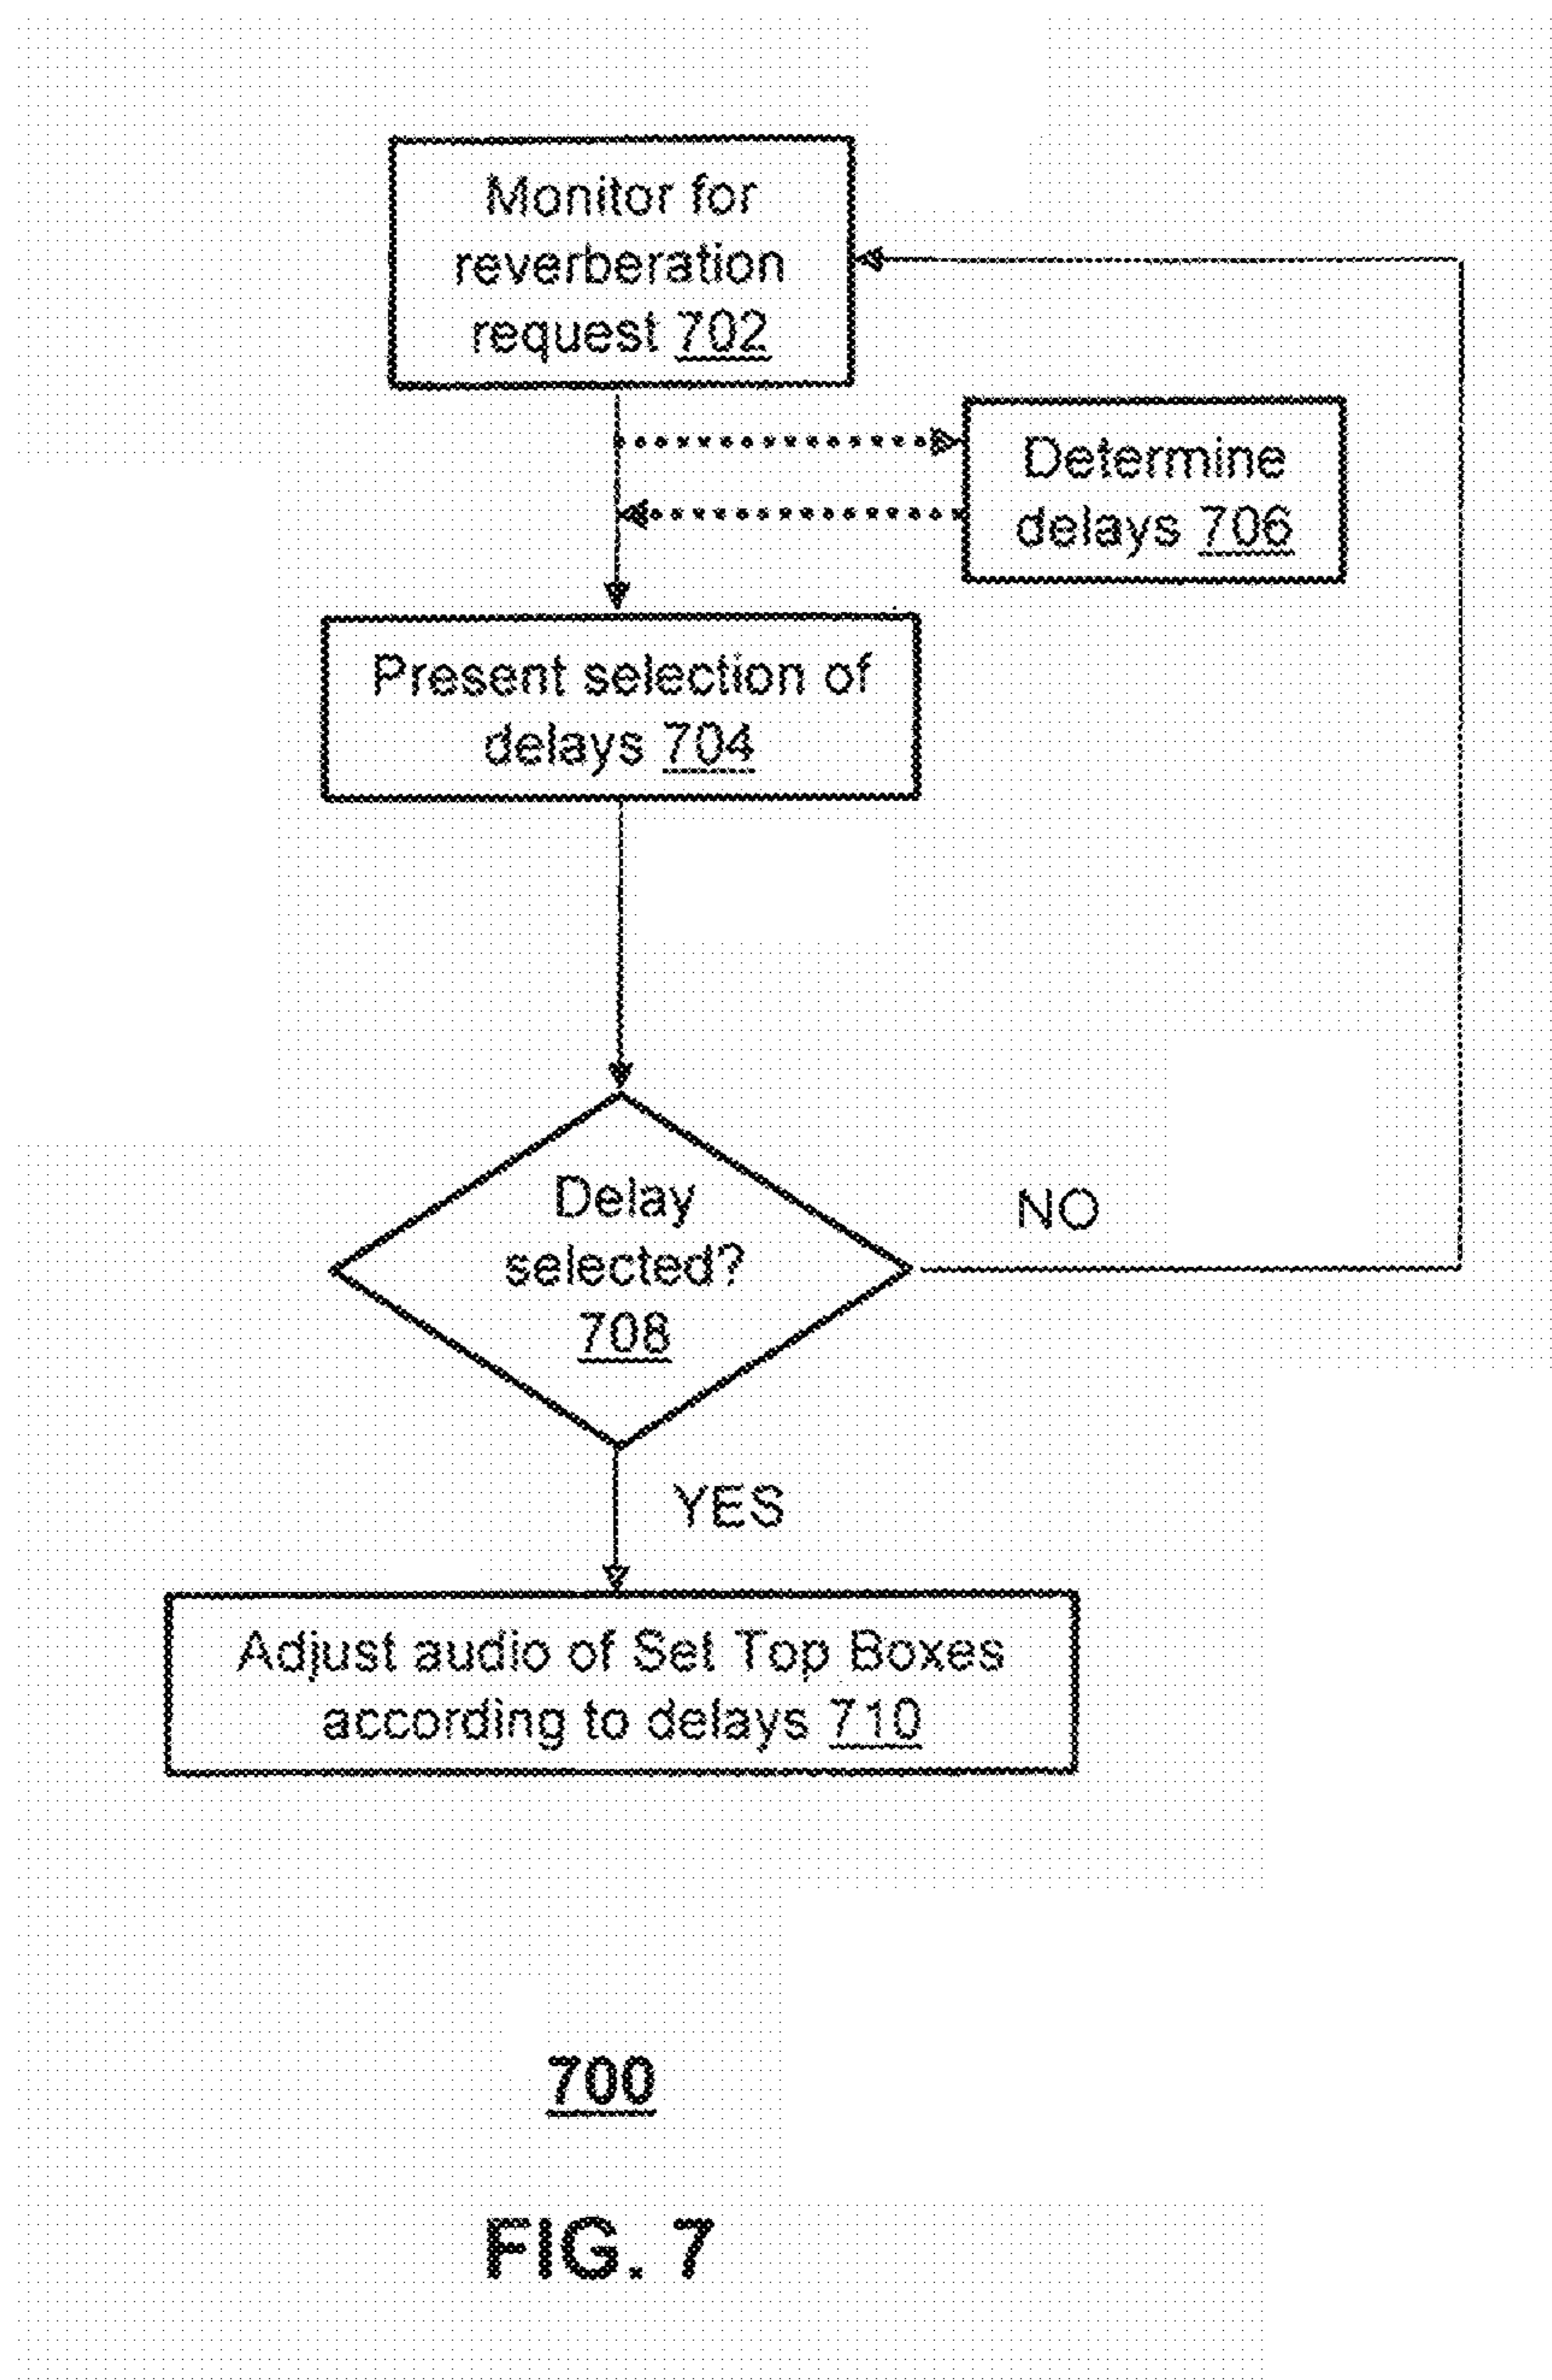 Monitor for
reverberation
request 702
Determine
delays 706
Present selection of
delays 704
Delay
selected?
708
NO
YES
Adjust audio of Set Top Boxes
according to delays 710
700
FIG. 7